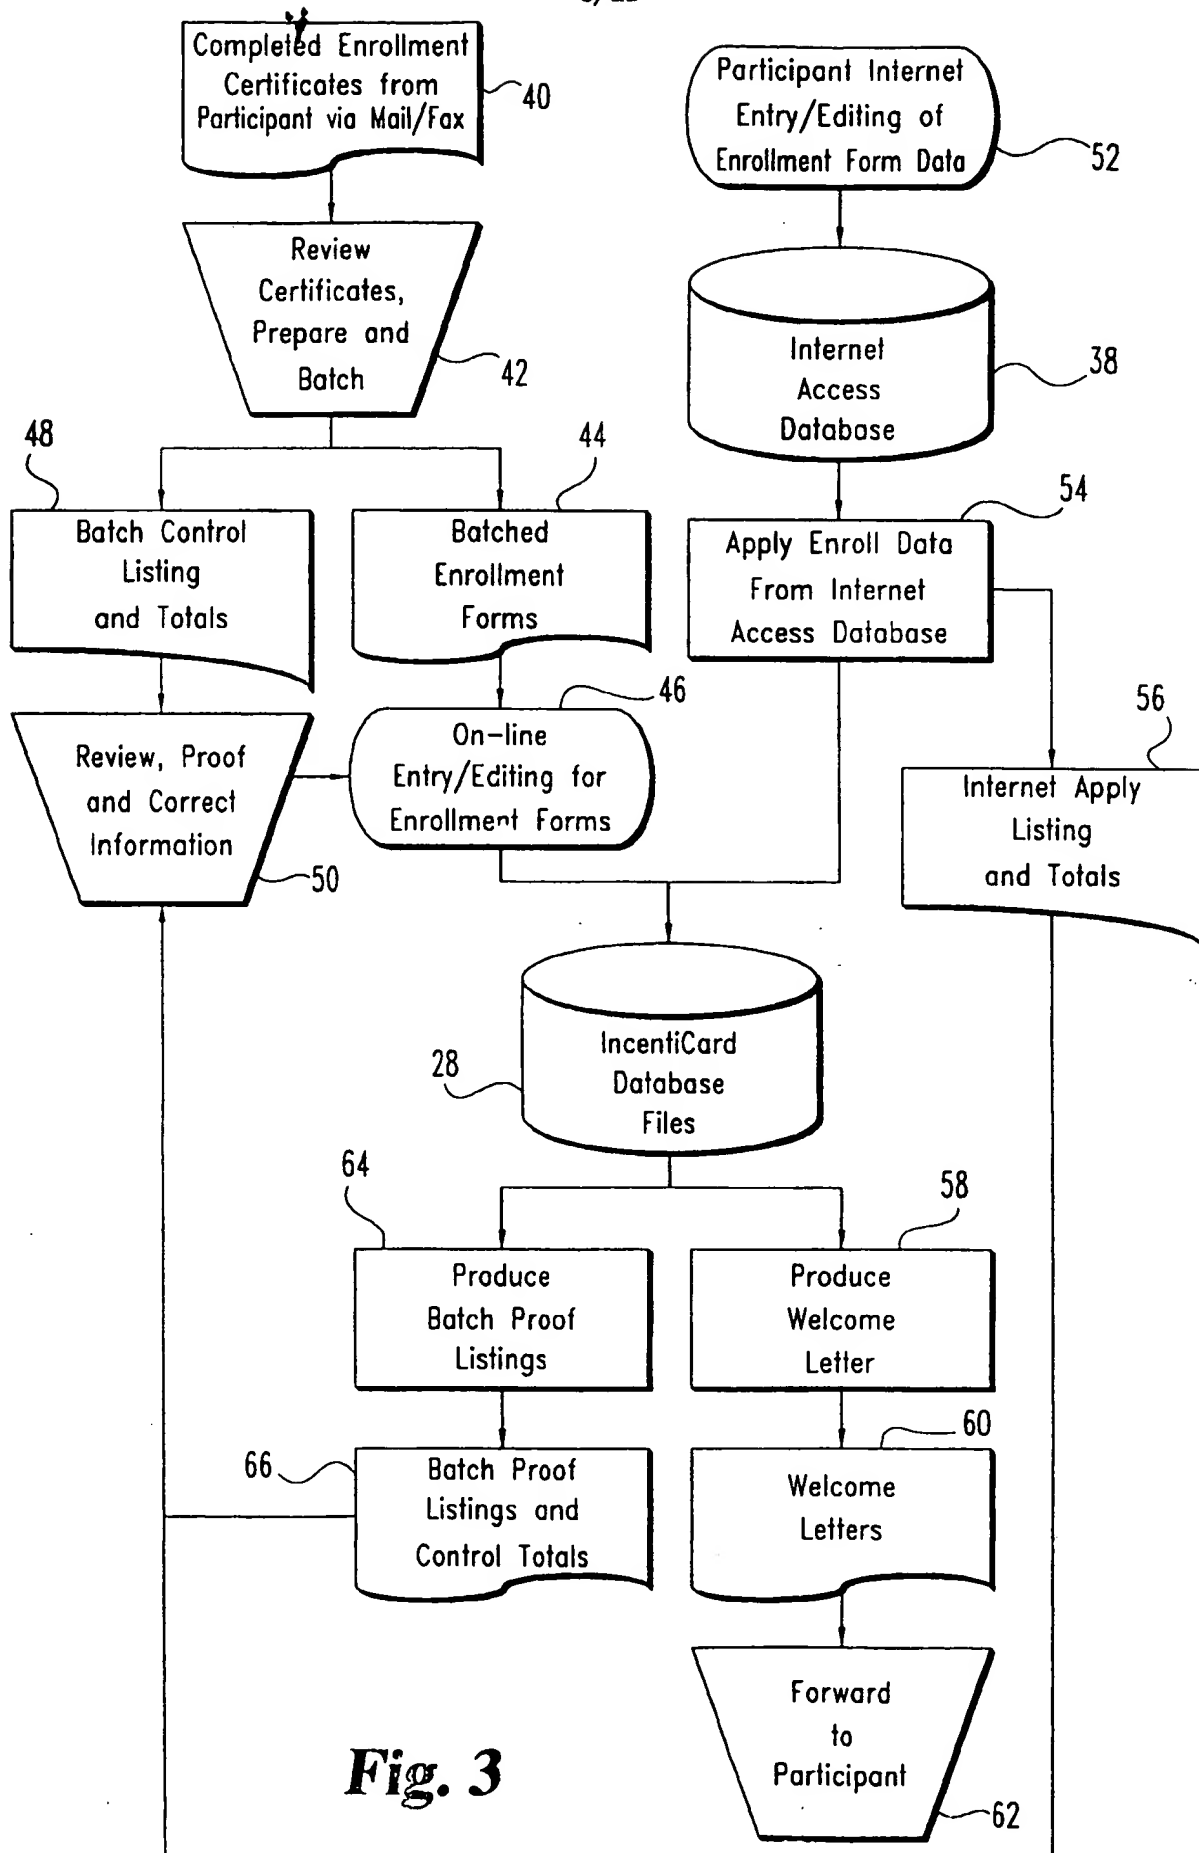 Completed Enrollment
Certificates from
Participant via Mail/Fax
40
Participant Internet
Entry/Editing of
Enrollment Form Data
52
Review
Certificates,
Prepare and
Batch
42
Internet
Access
Database
38
48
Batch Control
Listing
and Totals
44
Batched
Enrollment
Forms
54
Apply Enroll Data
From Internet
Access Database
Review, Proof
and Correct
Information
50
46
On-line
Entry/Editing for
Enrollment Forms
56
Internet Apply
Listing
and Totals
28
IncentiCard
Database
Files
64
Produce
Batch Proof
Listings
58
Produce
Welcome
Letter
66
Batch Proof
Listings and
Control Totals
60
Welcome
Letters
Forward
to
Participant
62
Fig. 3